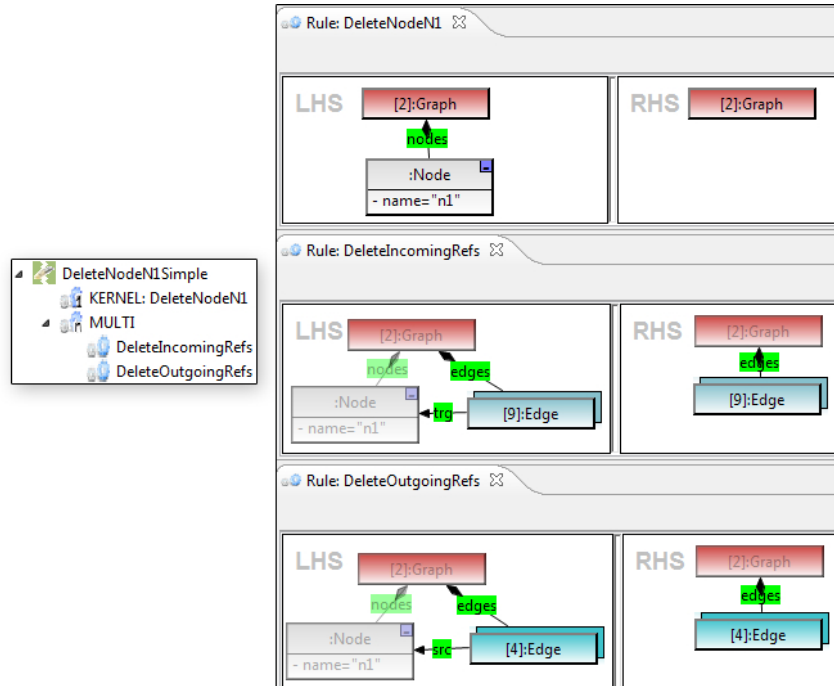 DeleteNodeN1Simple
KERNEL: DeleteNodeN1
MULTI
DeleteIncomingRefs
DeleteOutgoingRefs
Rule: DeleteNodeN1
LHS
[2]:Graph
nodes
:Node
- name="n1"
RHS
[2]:Graph
Rule: DeleteIncomingRefs
LHS
[2]:Graph
nodes
edges
:Node
- name="n1"
trg
[9]:Edge
RHS
[2]:Graph
edges
[9]:Edge
Rule: DeleteOutgoingRefs
LHS
[2]:Graph
nodes
edges
:Node
- name="n1"
src
[4]:Edge
RHS
[2]:Graph
edges
[4]:Edge